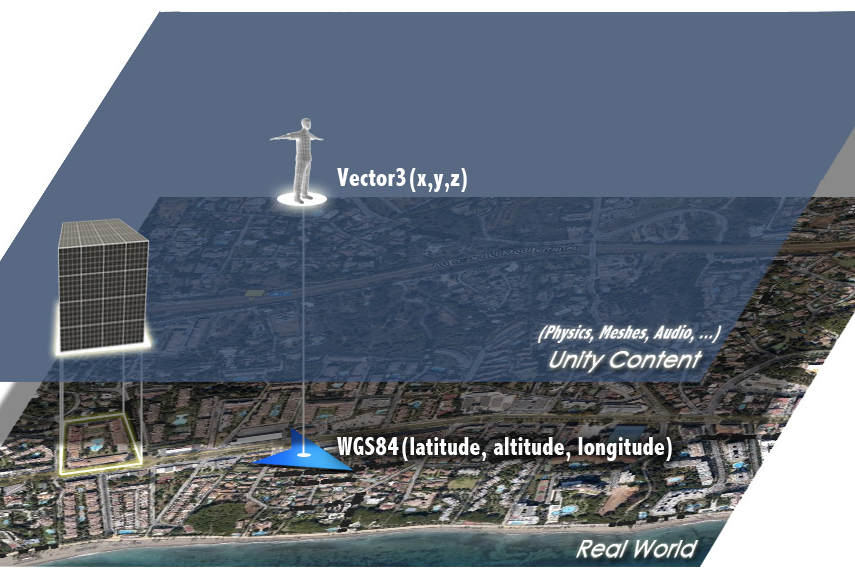 Vector3(x,y,z)
(Physics, Meshes, Audio, ...)
Unity Content
WGS84(latitude, altitude, longitude)
Real World